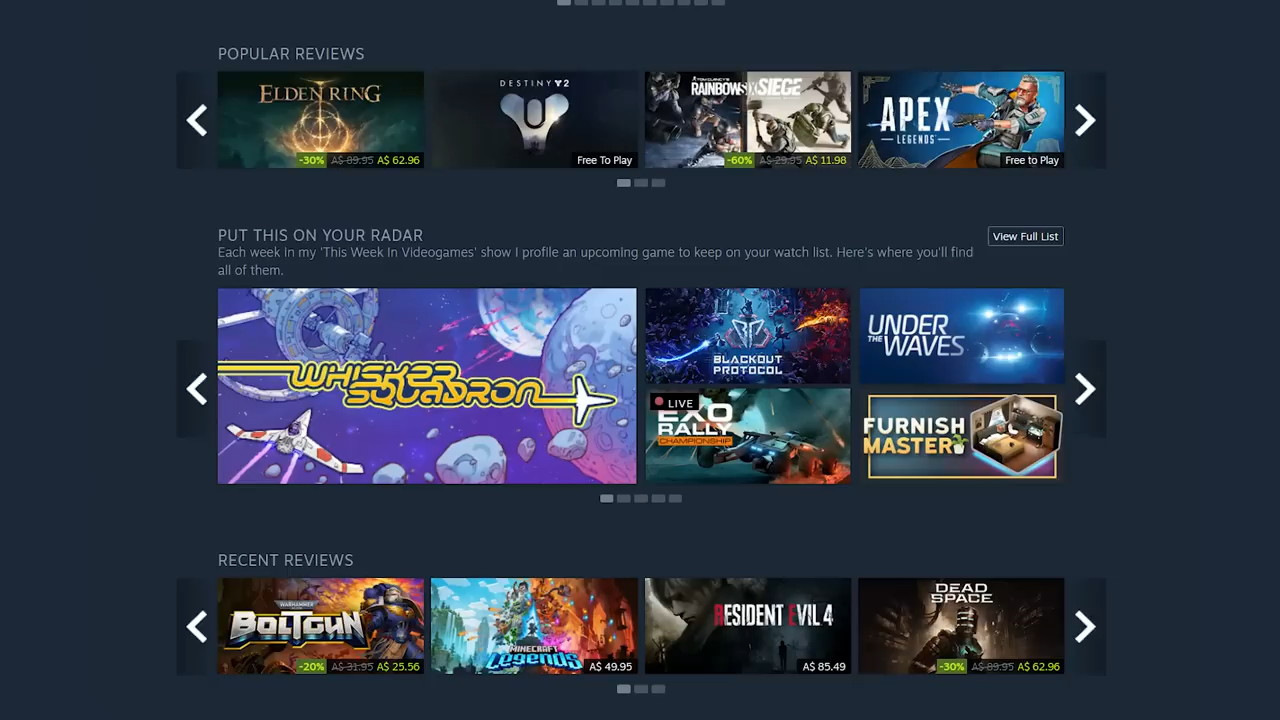 POPULAR REVIEWS
ELDEN RING
-30% A$ 89.95 A$ 62.96
DESTINY 2
Free To Play
TOM CLANCY'S
RAINBOW SIX SIEGE
-60% A$ 29.95 A$ 11.98
APEX
LEGENDS
Free to Play
PUT THIS ON YOUR RADAR
View Full List
Each week in my 'This Week In Videogames' show I profile an upcoming game to keep on your watch list. Here's where you'll find
all of them.
WHISKER
SQUADRON
BLACKOUT
PROTOCOL
UNDER
THE WAVES
LIVE
EXO
RALLY
CHAMPIONSHIP
FURNISH
MASTER
RECENT REVIEWS
WARHAMMER
BOLTGUN
-20% A$ 31.95 A$ 25.56
MINECRAFT
Legends
A$ 49.95
RESIDENT EVIL 4
A$ 85.49
DEAD
SPACE
-30% A$ 89.95 A$ 62.96